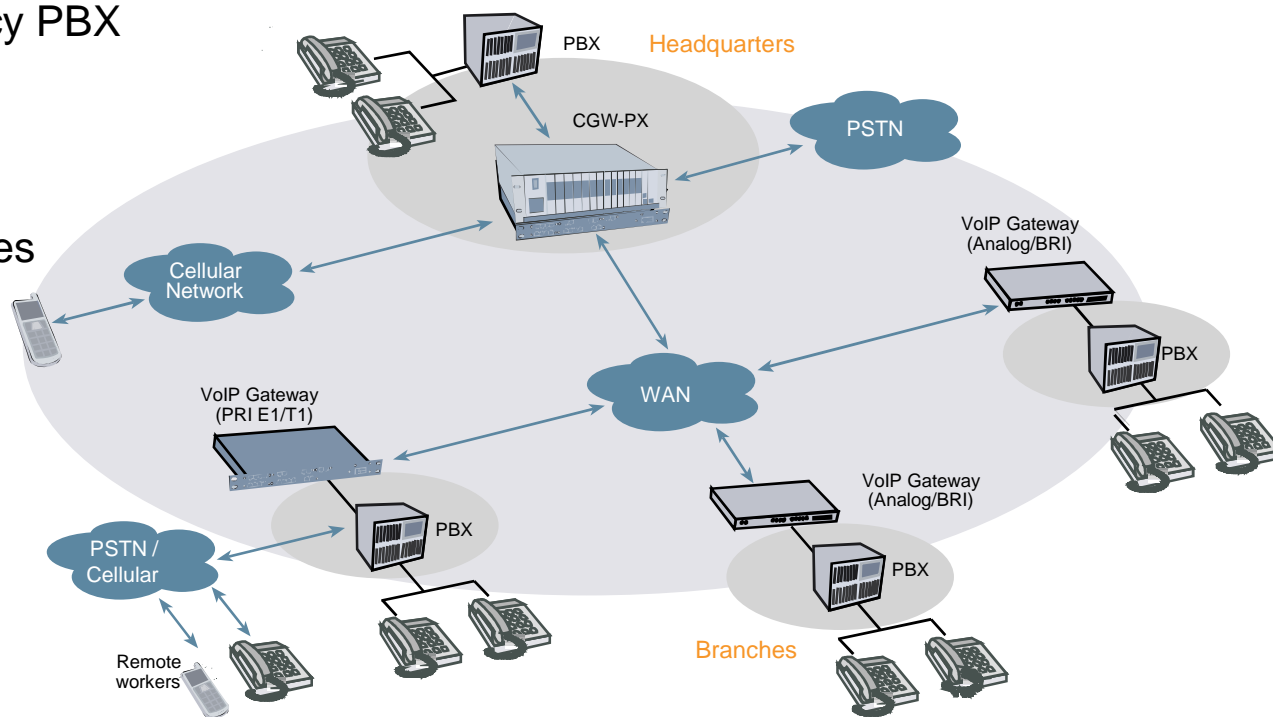 cy PBX
PBX
Headquarters
CGW-PX
PSTN
es
VoIP Gateway
(Analog/BRI)
Cellular
Network
PBX
WAN
VoIP Gateway
(PRI E1/T1)
VoIP Gateway
(Analog/BRI)
PBX
PSTN /
Cellular
PBX
Branches
Remote
workers